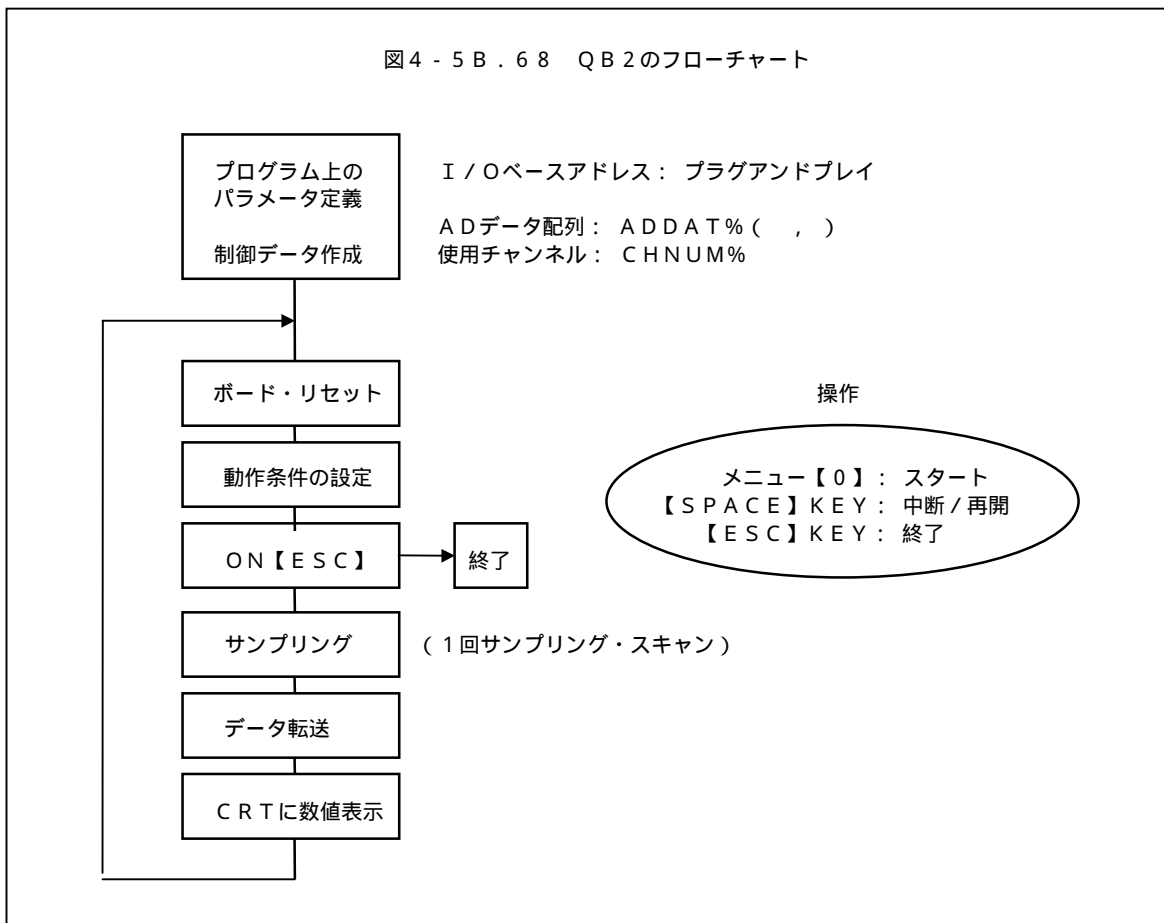 図４-５Ｂ．６８　ＱＢ２のフローチャート
プログラム上の
パラメータ定義
制御データ作成
Ｉ/Ｏベースアドレス：プラグアンドプレイ
ＡＤデータ配列：ＡＤＤＡＴ％（　，　）
使用チャンネル：ＣＨＮＵＭ％
ボード・リセット
動作条件の設定
ＯＮ【ＥＳＣ】
終了
サンプリング
（１回サンプリング・スキャン）
データ転送
ＣＲＴに数値表示
操作
メニュー【０】：スタート
【ＳＰＡＣＥ】ＫＥＹ：中断/再開
【ＥＳＣ】ＫＥＹ：終了